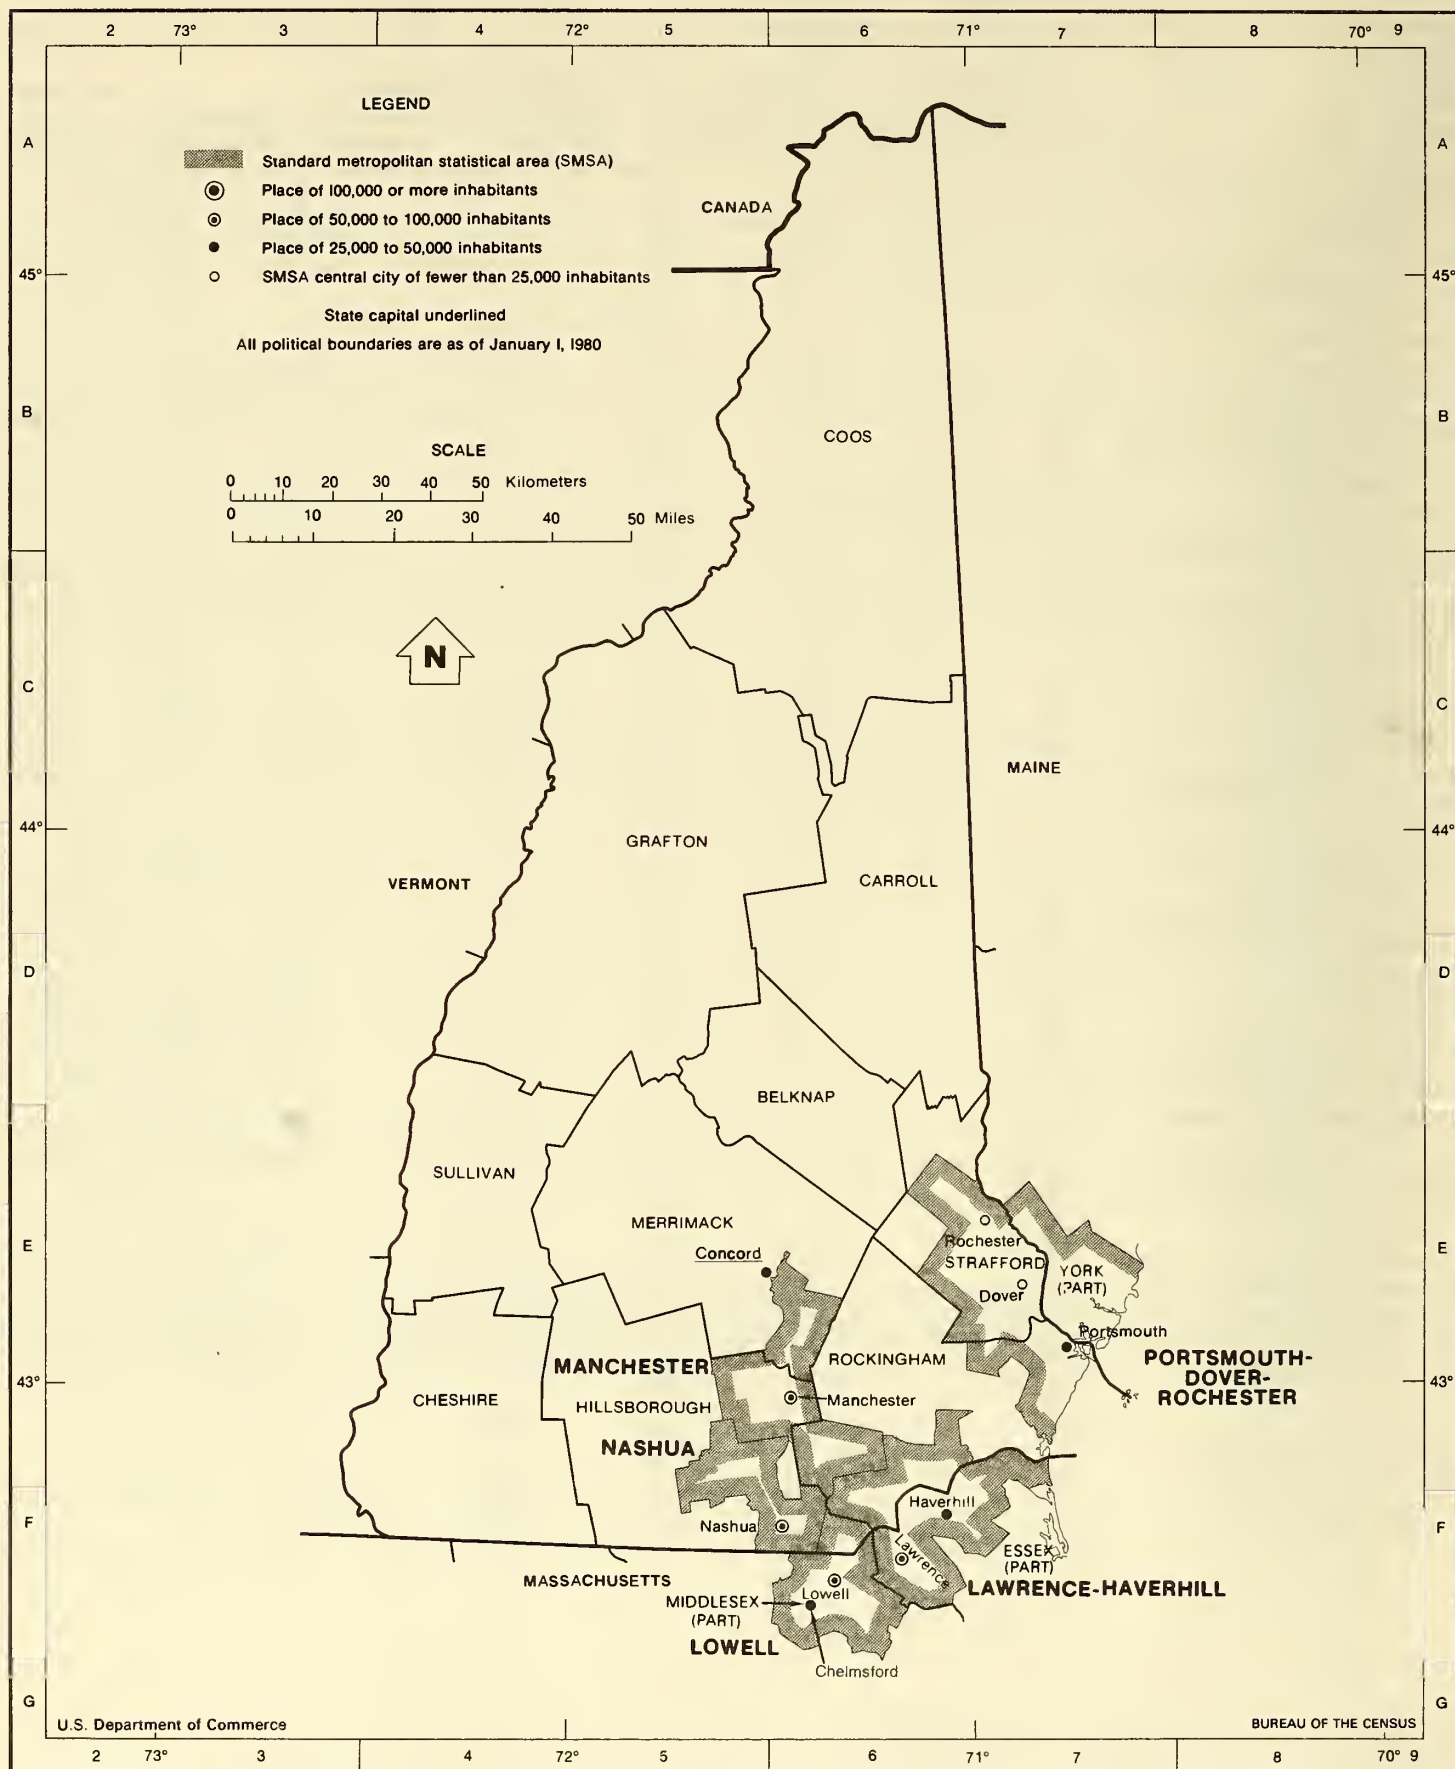 2 73° 3 4 72° 5 6 71° 7 8 70° 9
LEGEND
A A
Standard metropolitan statistical area (SMSA)
Place of 100,000 or more inhabitants
Place of 50,000 to 100,000 inhabitants
CANADA
Place of 25,000 to 50,000 inhabitants
45° 45°
SMSA central city of fewer than 25,000 inhabitants
State capital underlined
All political boundaries are as of January 1, 1980
B B
COOS
SCALE
0 10 20 30 40 50 Kilometers
0 10 20 30 40 50 Miles
N
C C
MAINE
44° 44°
GRAFTON
VERMONT
CARROLL
D D
BELKNAP
SULLIVAN
MERRIMACK
E E
Concord
Rochester
STRAFFORD
YORK
(PART)
Dover
Portsmouth
MANCHESTER
ROCKINGHAM
PORTSMOUTH-
DOVER-
ROCHESTER
43° 43°
CHESHIRE
HILLSBOROUGH
Manchester
NASHUA
Haverhill
F F
Nashua
Lawrence
ESSEX
(PART)
MASSACHUSETTS
LAWRENCE-HAVERHILL
MIDDLESEX
(PART)
Lowell
LOWELL
Chelmsford
G G
U.S. Department of Commerce
BUREAU OF THE CENSUS
2 73° 3 4 72° 5 6 71° 7 8 70° 9